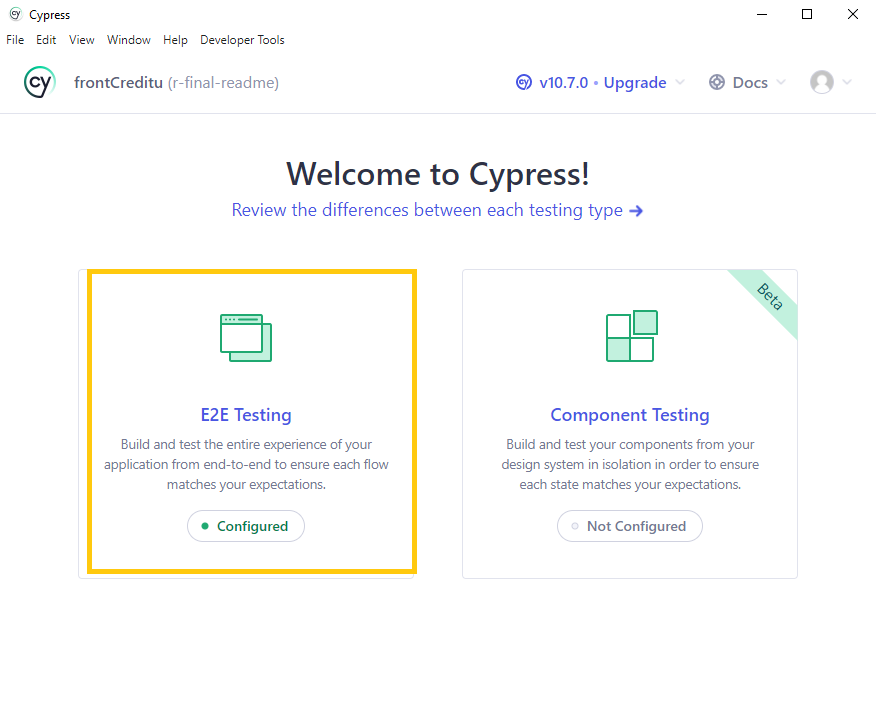 Cypress
File Edit View Window Help Developer Tools
cy frontCreditu (r-final-readme) cy v10.7.0 • Upgrade Docs
Welcome to Cypress!
Review the differences between each testing type →
Beta
E2E Testing
Build and test the entire experience of your
application from end-to-end to ensure each flow
matches your expectations.
Configured
Component Testing
Build and test your components from your
design system in isolation in order to ensure
each state matches your expectations.
Not Configured